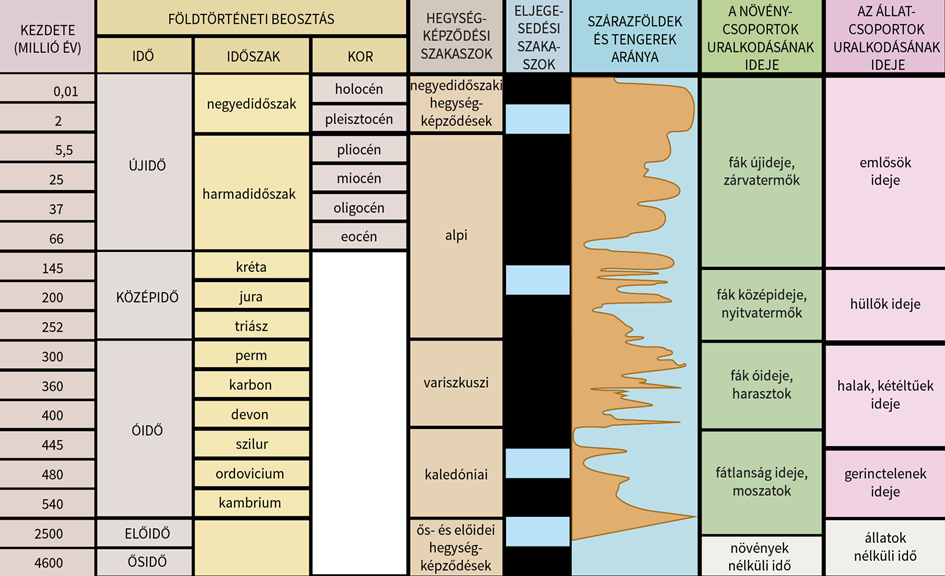 KEZDETE
(MILLIÓ ÉV)
FÖLDTÖRTÉNETI BEOSZTÁS
IDŐ
IDŐSZAK
KOR
HEGYSÉG-
KÉPZŐDÉSI
SZAKASZOK
ELJEGE-
SEDÉSI
SZAKA-
SZOK
SZÁRAZFÖLDEK
ÉS TENGEREK
ARÁNYA
A NÖVÉNY-
CSOPORTOK
URALKODÁSÁNAK
IDEJE
AZ ÁLLAT-
CSOPORTOK
URALKODÁSÁNAK
IDEJE
0,01
2
5,5
25
37
66
145
200
252
300
360
400
445
480
540
2500
4600
ÚJIDŐ
KÖZÉPIDŐ
ÓIDŐ
ELŐIDŐ
ŐSIDŐ
negyedidőszak
harmadidőszak
kréta
jura
triász
perm
karbon
devon
szilur
ordovicium
kambrium
holocén
pleisztocén
pliocén
miocén
oligocén
eocén
negyedidőszaki
hegység-
képződések
alpi
variszkuszi
kaledóniai
ős- és előidei
hegység-
képződések
fák újideje,
zárvatermők
fák középideje,
nyitvatermők
fák óideje,
harasztok
fátlanság ideje,
moszatok
növények
nélküli idő
emlősök
ideje
hüllők ideje
halak, kétéltűek
ideje
gerinctelenek
ideje
állatok
nélküli idő